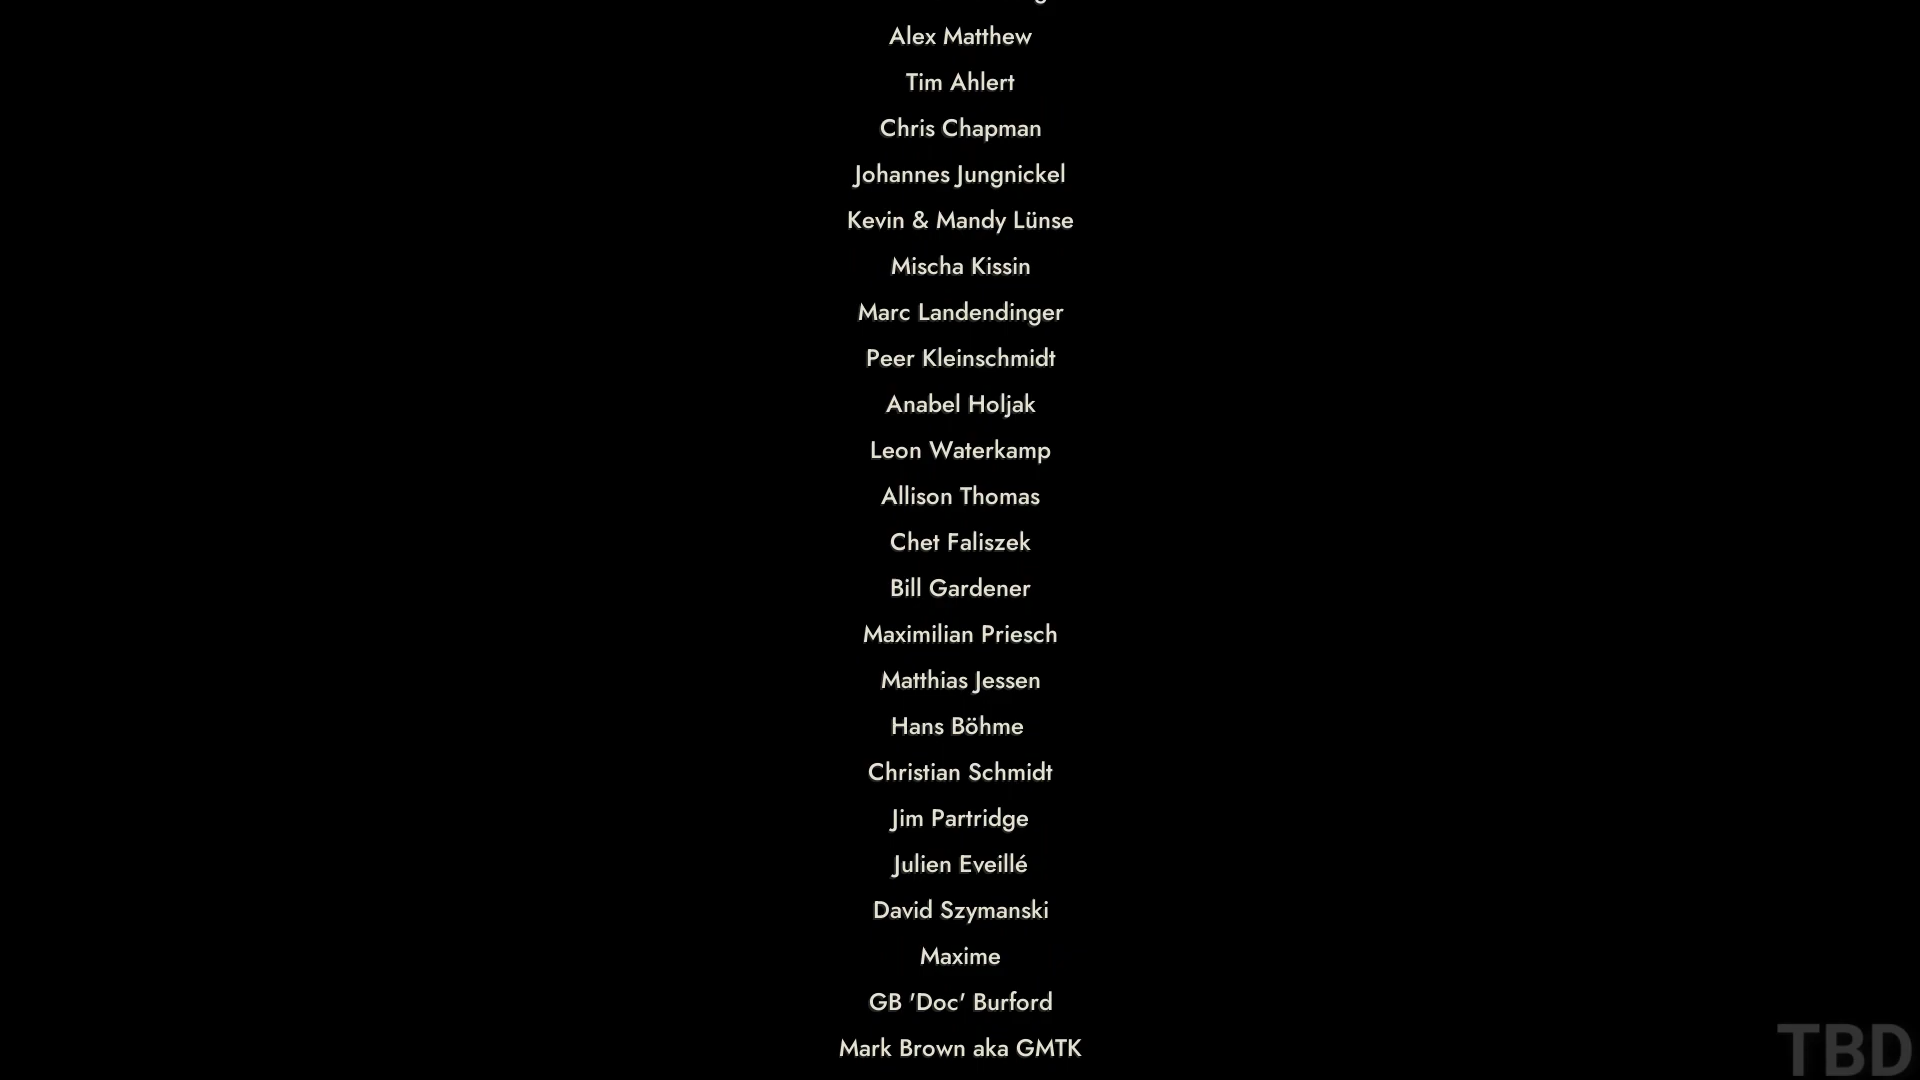 Alex Matthew
Tim Ahlert
Chris Chapman
Johannes Jungnickel
Kevin & Mandy Lünse
Mischa Kissin
Marc Landendinger
Peer Kleinschmidt
Anabel Holjak
Leon Waterkamp
Allison Thomas
Chet Faliszek
Bill Gardener
Maximilian Priesch
Matthias Jessen
Hans Böhme
Christian Schmidt
Jim Partridge
Julien Eveillé
David Szymanski
Maxime
GB 'Doc' Burford
Mark Brown aka GMTK
TBD